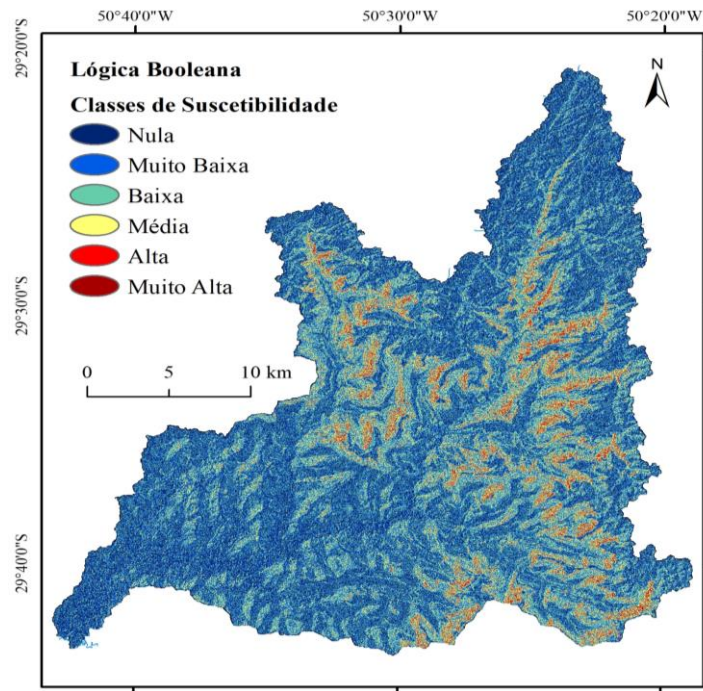 50°40'0"W
50°30'0"W
50°20'0"W
29°20'0"S
Lógica Booleana
Classes de Suscetibilidade
Nula
Muito Baixa
Baixa
Média
Alta
Muito Alta
N
29°30'0"S
0 5 10 km
29°40'0"S